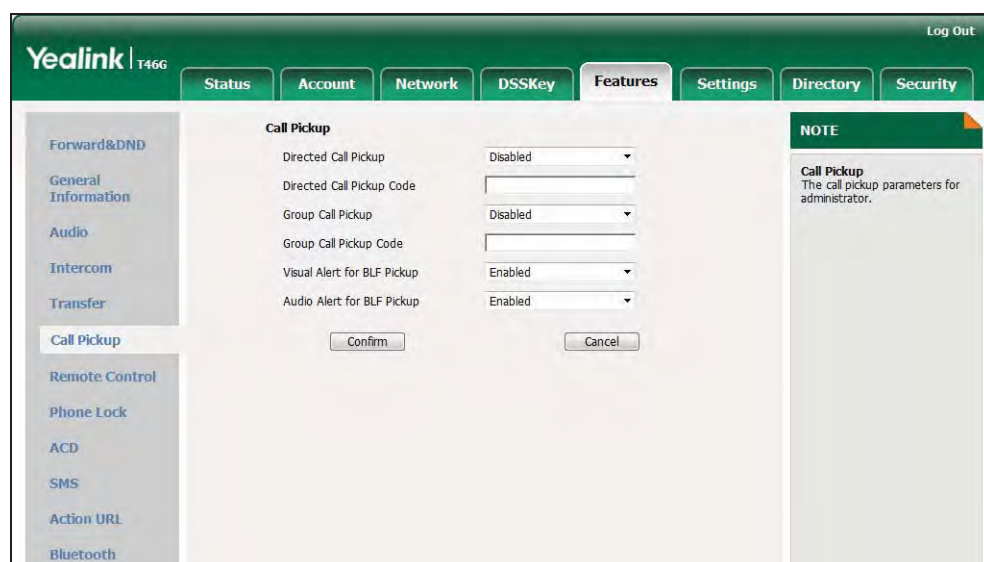 Log Out
Yealink | T46G
Status Account Network DSSKey Features Settings Directory Security
Forward&DND
General
Information
Audio
Intercom
Transfer
Call Pickup
Remote Control
Phone Lock
ACD
SMS
Action URL
Bluetooth
Call Pickup
Directed Call Pickup Disabled
Directed Call Pickup Code
Group Call Pickup Disabled
Group Call Pickup Code
Visual Alert for BLF Pickup Enabled
Audio Alert for BLF Pickup Enabled
Confirm Cancel
NOTE
Call Pickup
The call pickup parameters for
administrator.